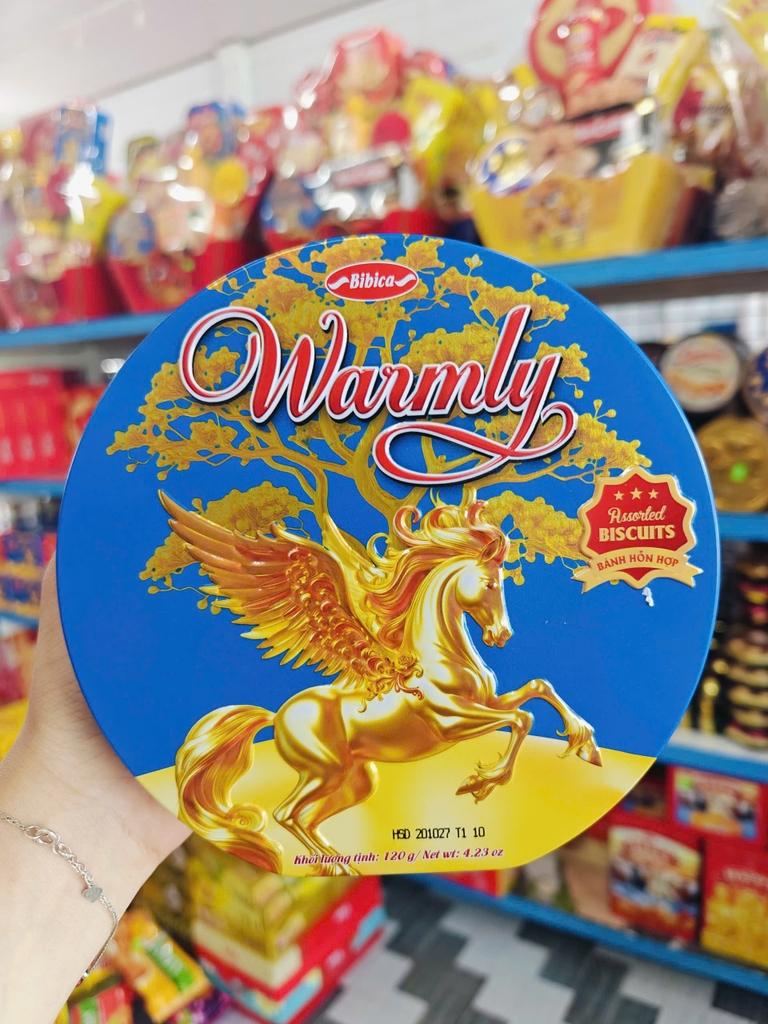 Bibica
Warmly
Assorted
BISCUITS
BÁNH HỖN HỢP
HSD 201027 T1 10
Khối lượng tịnh: 120 g/ Net wt: 4.23 oz